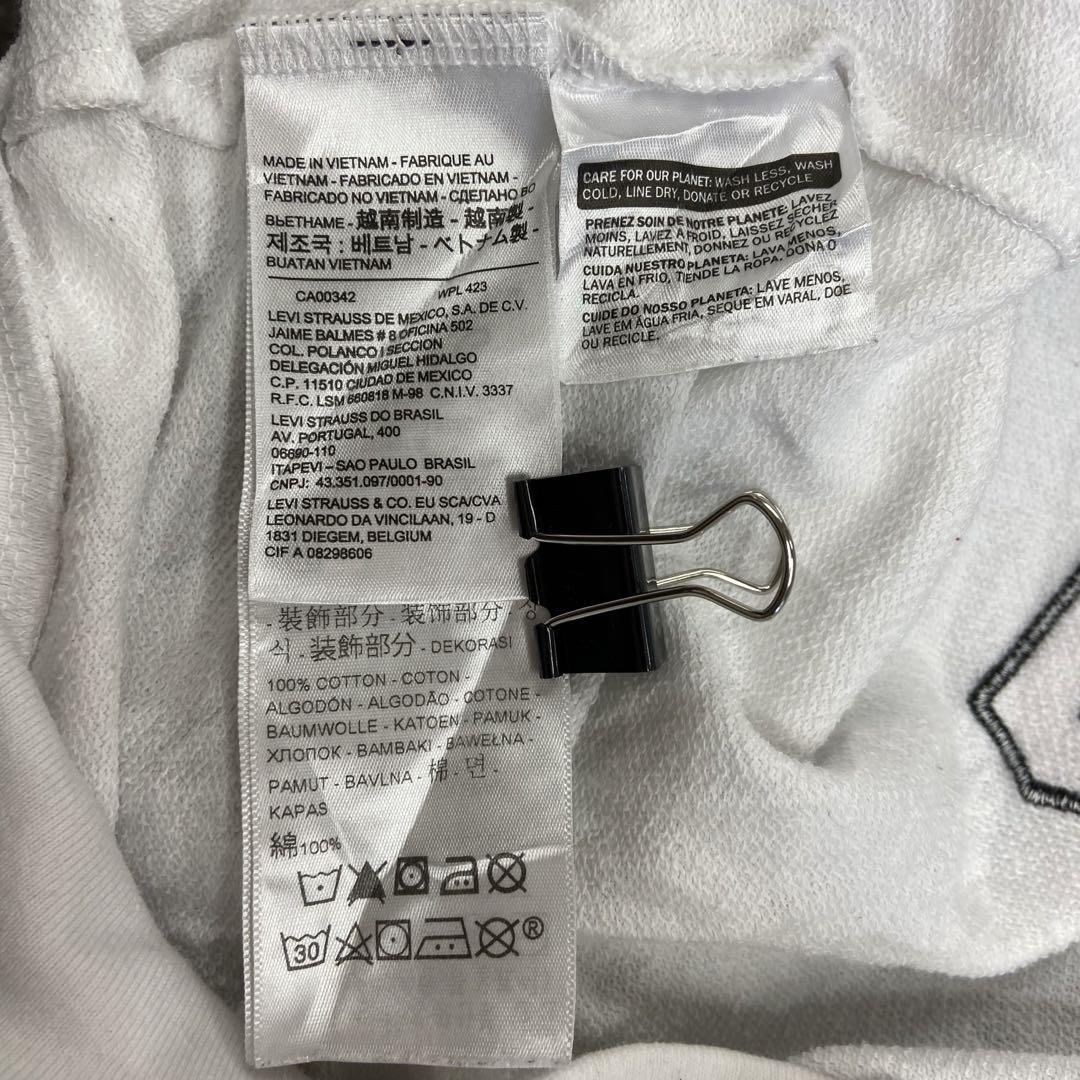 MADE IN VIETNAM - FABRIQUE AU
VIETNAM - FABRICADO EN VIETNAM -
FABRICADO NO VIETNAM - СДЕЛАНО ВО
ВЬЕТНАМЕ - 越南制造 - 越南製 -
제조국 : 베트남 - ベトナム製 -
BUATAN VIETNAM
CA00342 WPL 423
LEVI STRAUSS DE MEXICO, S.A. DE C.V.
JAIME BALMES # 8 OFICINA 502
COL. POLANCO I SECCION
DELEGACIÓN MIGUEL HIDALGO
C.P. 11510 CIUDAD DE MEXICO
R.F.C. LSM 660818 M-98 C.N.I.V. 3337
LEVI STRAUSS DO BRASIL
AV. PORTUGAL, 400
06690-110
ITAPEVI – SAO PAULO BRASIL
CNPJ: 43.351.097/0001-90
LEVI STRAUSS & CO. EU SCA/CVA
LEONARDO DA VINCILAAN, 19 - D
1831 DIEGEM, BELGIUM
CIF A 08298606
- 裝飾部分 - 装饰部分
식 - 装飾部分 - DEKORASI
100% COTTON - COTON -
ALGODÓN - ALGODÃO - COTONE -
BAUMWOLLE - KATOEN - PAMUK -
ХЛОПОК - BAMBAKI - BAWEŁNA -
PAMUT - BAVLNA - 棉 - 면 -
KAPAS
綿100%
30 ®
CARE FOR OUR PLANET: WASH LESS, WASH
COLD, LINE DRY, DONATE OR RECYCLE
PRENEZ SOIN DE NOTRE PLANETE: LAVEZ
MOINS, LAVEZ A FROID, LAISSEZ SECHER
NATURELLEMENT, DONNEZ OU RECYCLEZ
CUIDA NUESTRO PLANETA: LAVA MENOS,
LAVA EN FRIO, TIENDE LA ROPA, DONA O
RECICLA.
CUIDE DO NOSSO PLANETA: LAVE MENOS,
LAVE EM ÁGUA FRIA, SEQUE EM VARAL, DOE
OU RECICLE.